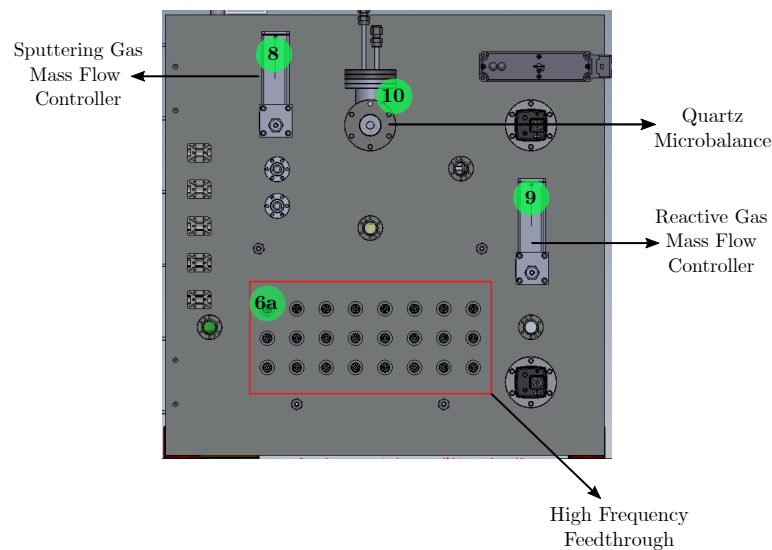 8
Sputtering Gas
Mass Flow
Controller
10
Quartz
Microbalance
9
Reactive Gas
Mass Flow
Controller
6a
High Frequency
Feedthrough